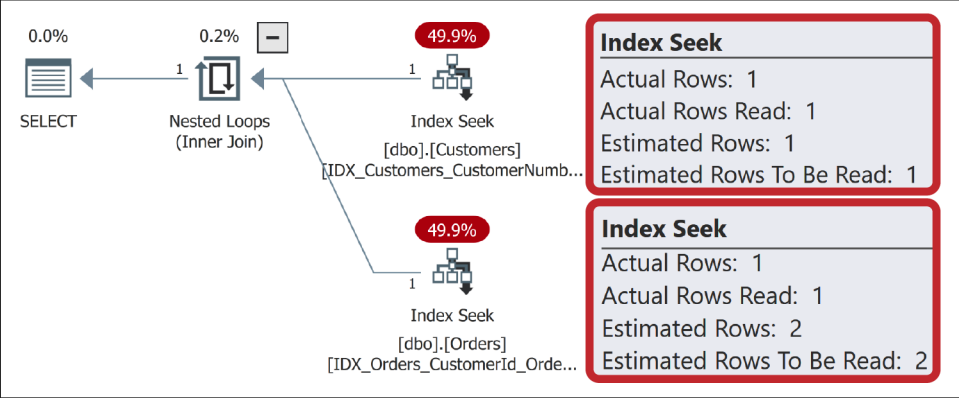 0.0%
SELECT
1
0.2%
Nested Loops
(Inner Join)
49.9%
1
Index Seek
[dbo].[Customers]
[IDX_Customers_CustomerNumb...
49.9%
1
Index Seek
[dbo].[Orders]
[IDX_Orders_CustomerId_Orde...
Index Seek
Actual Rows: 1
Actual Rows Read: 1
Estimated Rows: 1
Estimated Rows To Be Read: 1
Index Seek
Actual Rows: 1
Actual Rows Read: 1
Estimated Rows: 2
Estimated Rows To Be Read: 2